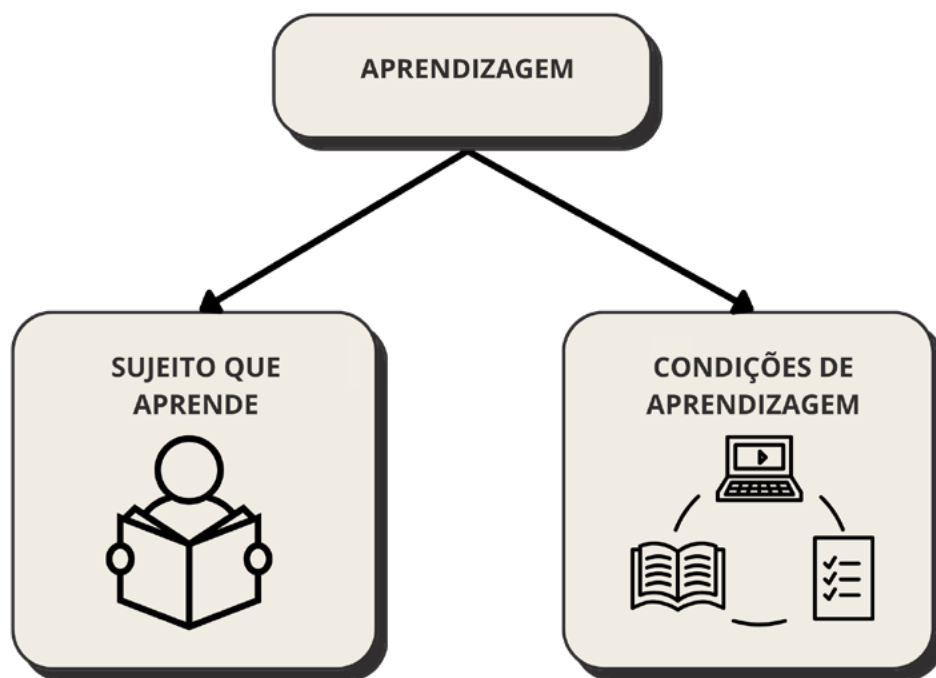 APRENDIZAGEM
SUJEITO QUE
APRENDE
CONDIÇÕES DE
APRENDIZAGEM